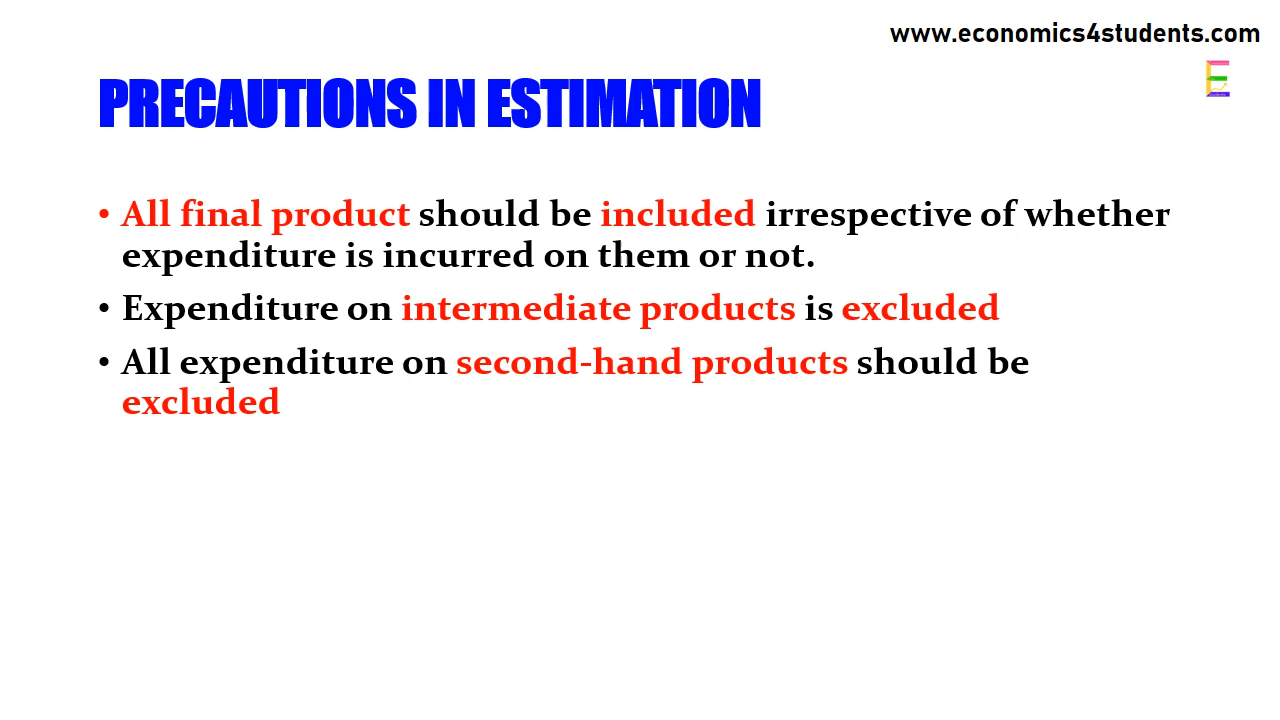 www.economics4students.com
PRECAUTIONS IN ESTIMATION
• All final product should be included irrespective of whether
expenditure is incurred on them or not.
• Expenditure on intermediate products is excluded
• All expenditure on second-hand products should be
excluded
E